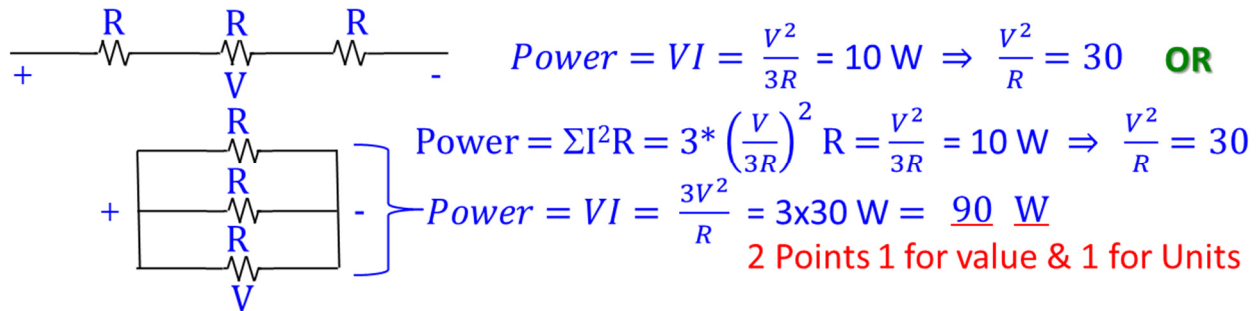 R R R
+ V -
Power = VI = V²/3R = 10 W ⇒ V²/R = 30 OR
R
Power = ΣI²R = 3* (V/3R)² R = V²/3R = 10 W ⇒ V²/R = 30
R
+ - Power = VI = 3V²/R = 3x30 W = 90 W
R
2 Points 1 for value & 1 for Units
V